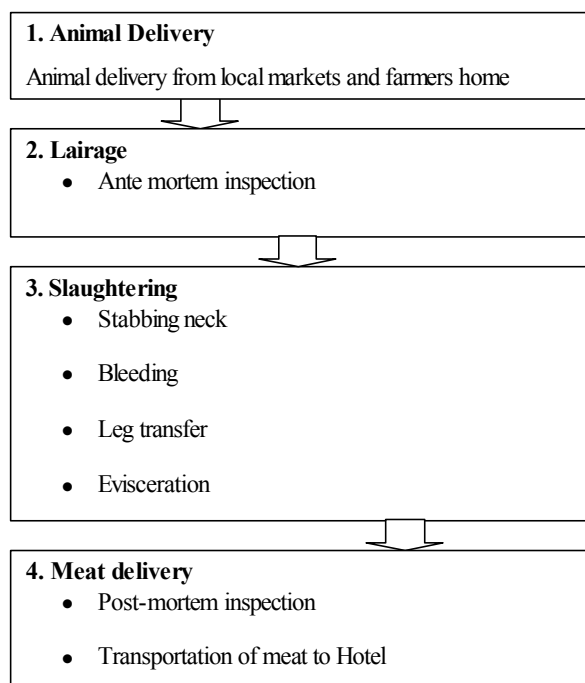 1. Animal Delivery
Animal delivery from local markets and farmers home
2. Lairage
● Ante mortem inspection
3. Slaughtering
● Stabbing neck
● Bleeding
● Leg transfer
● Evisceration
4. Meat delivery
● Post-mortem inspection
● Transportation of meat to Hotel